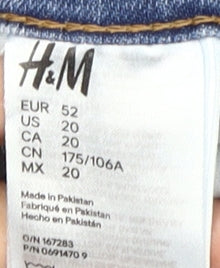 H&M
EUR 52
US 20
CA 20
CN 175/106A
MX 20
Made in Pakistan
Fabriqué en Pakistan
Hecho en Pakistán
O/N 167283
P/N 0691470 9